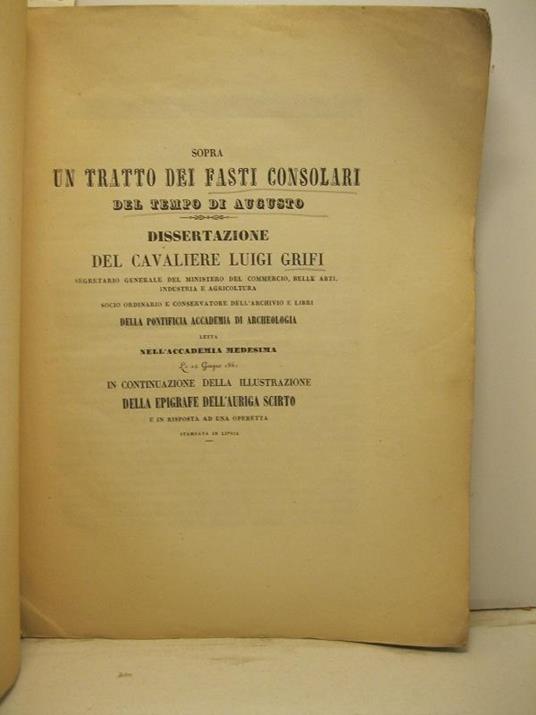 SOPRA
UN TRATTO DEI FASTI CONSOLARI
DEL TEMPO DI AUGUSTO
DISSERTAZIONE
DEL CAVALIERE LUIGI GRIFI
SEGRETARIO GENERALE DEL MINISTERO DEL COMMERCIO, BELLE ARTI,
INDUSTRIA E AGRICOLTURA
SOCIO ORDINARIO E CONSERVATORE DELL'ARCHIVIO E LIBRI
DELLA PONTIFICIA ACCADEMIA DI ARCHEOLOGIA
LETTA
NELL'ACCADEMIA MEDESIMA
Giugno
IN CONTINUAZIONE DELLA ILLUSTRAZIONE
DELLA EPIGRAFE DELL'AURIGA SCIRTO
E IN RISPOSTA AD UNA OPERETTA
STAMPATA IN LIPSIA